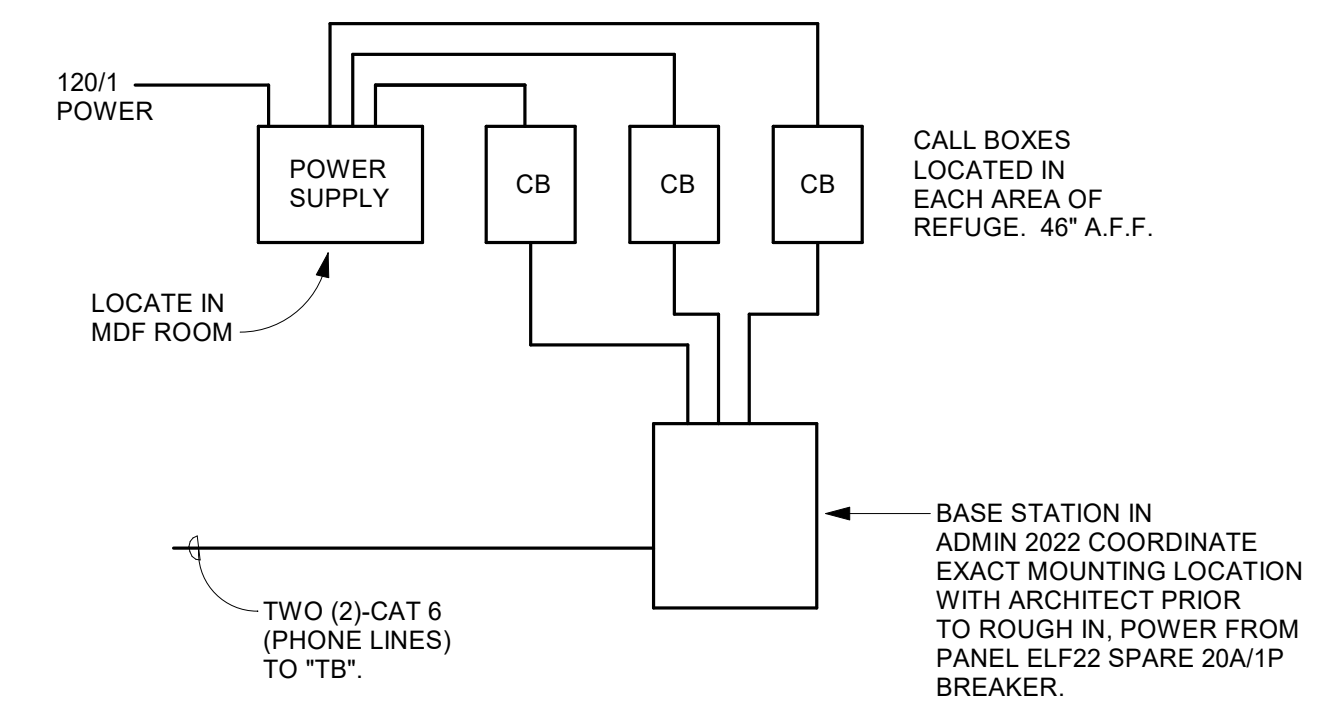 120/1
POWER
POWER
SUPPLY
CB
CB
CB
CALL BOXES
LOCATED IN
EACH AREA OF
REFUGE. 46" A.F.F.
LOCATE IN
MDF ROOM
BASE STATION IN
ADMIN 2022 COORDINATE
EXACT MOUNTING LOCATION
WITH ARCHITECT PRIOR
TO ROUGH IN, POWER FROM
PANEL ELF22 SPARE 20A/1P
BREAKER.
TWO (2)-CAT 6
(PHONE LINES)
TO "TB".